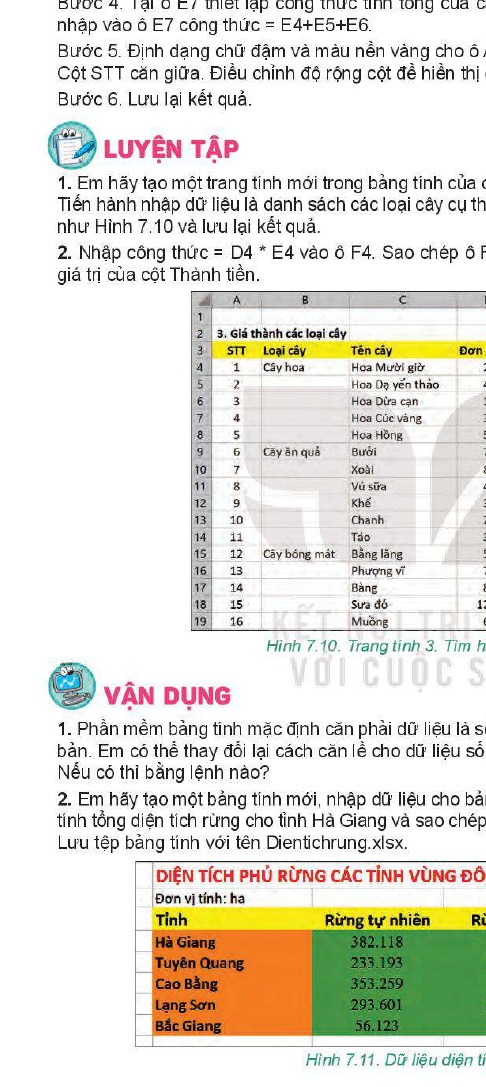 Bước 4. Tại ô E7 thiết lập công thức tính tổng của
nhập vào ô E7 công thức = E4+E5+E6.
Bước 5. Định dạng chữ đậm và màu nền vàng cho ô
Cột STT căn giữa. Điều chỉnh độ rộng cột để hiển thị
Bước 6. Lưu lại kết quả.
LUYỆN TẬP
1. Em hãy tạo một trang tính mới trong bảng tính của
Tiến hành nhập dữ liệu là danh sách các loại cây cụ th
như Hình 7.10 và lưu lại kết quả.
2. Nhập công thức = D4 * E4 vào ô F4. Sao chép ô F
giá trị của cột Thành tiền.
A B C
1
2 3. Giá thành các loại cây
3 STT Loại cây Tên cây Đơn
4 1 Cây hoa Hoa Mười giờ
5 2 Hoa Dạ yến thảo
6 3 Hoa Dừa cạn
7 4 Hoa Cúc vàng
8 5 Hoa Hồng
9 6 Cây ăn quả Bưởi
10 7 Xoài
11 8 Vú sữa
12 9 Khế
13 10 Chanh
14 11 Táo
15 12 Cây bóng mát Bằng lăng
16 13 Phượng vĩ
17 14 Bàng
18 15 Sưa đỏ
19 16 Muồng
KẾT NỐI TRI
Hình 7.10. Trang tính 3. Tìm h
VỚI CUỘC S
VẬN DỤNG
1. Phần mềm bảng tính mặc định căn phải dữ liệu là số
bản. Em có thể thay đổi lại cách căn lề cho dữ liệu số
Nếu có thì bằng lệnh nào?
2. Em hãy tạo một bảng tính mới, nhập dữ liệu cho bả
tính tổng diện tích rừng cho tỉnh Hà Giang và sao chép
Lưu tệp bảng tính với tên Dientichrung.xlsx.
DIỆN TÍCH PHỦ RỪNG CÁC TỈNH VÙNG ĐÔ
Đơn vị tính: ha
Tỉnh Rừng tự nhiên Rừ
Hà Giang 382.118
Tuyên Quang 233.193
Cao Bằng 353.259
Lạng Sơn 293.601
Bắc Giang 56.123
Hình 7.11. Dữ liệu diện tí